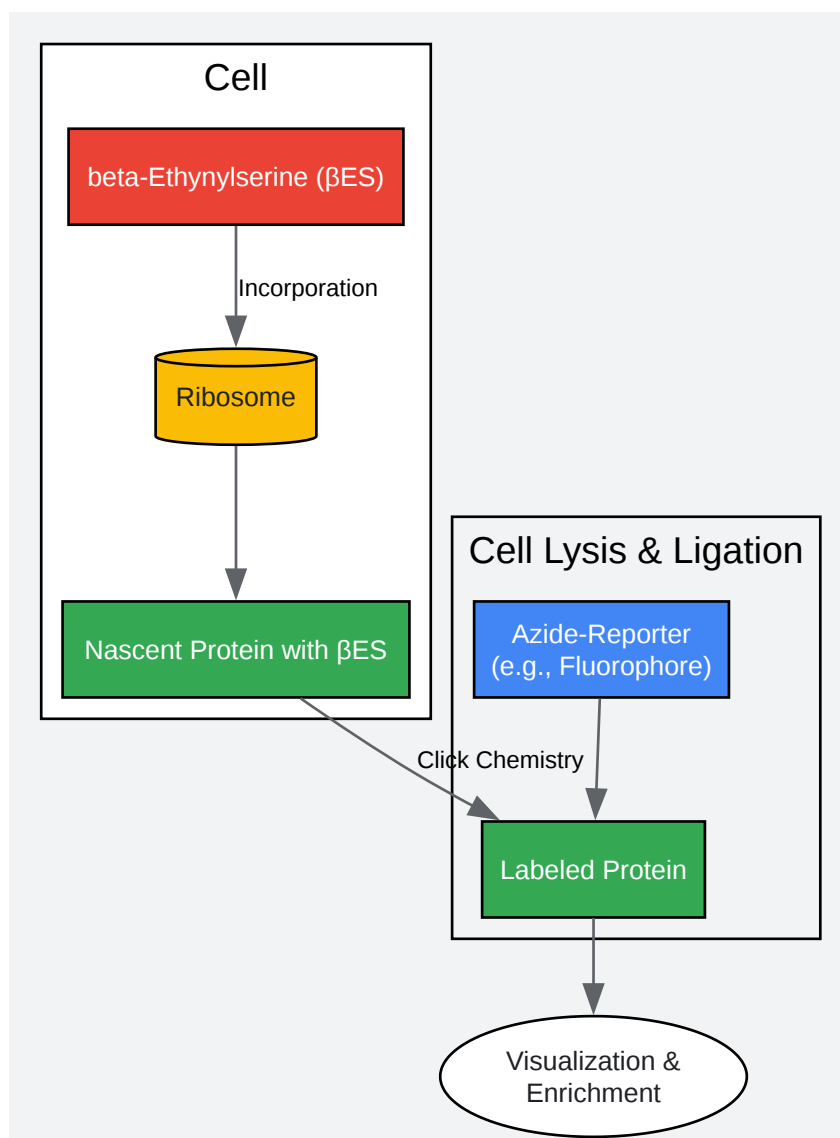 Cell
beta-Ethynylserine (βES)
Incorporation
Ribosome
Nascent Protein with βES
Cell Lysis & Ligation
Azide-Reporter
(e.g., Fluorophore)
Click Chemistry
Labeled Protein
Visualization &
Enrichment